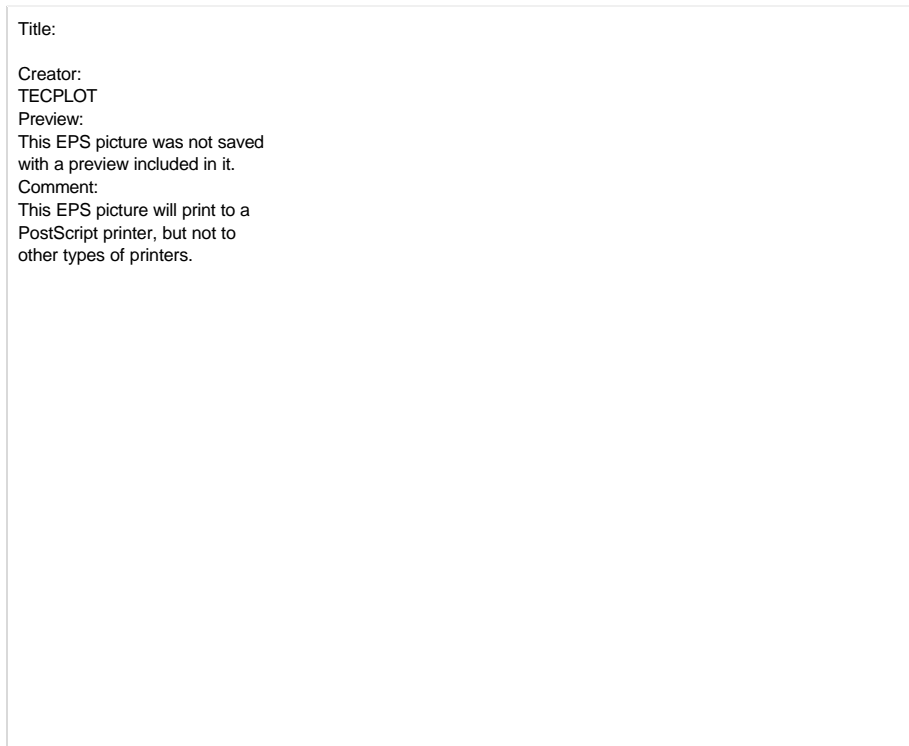 Title:
Creator:
TECPLOT
Preview:
This EPS picture was not saved
with a preview included in it.
Comment:
This EPS picture will print to a
PostScript printer, but not to
other types of printers.